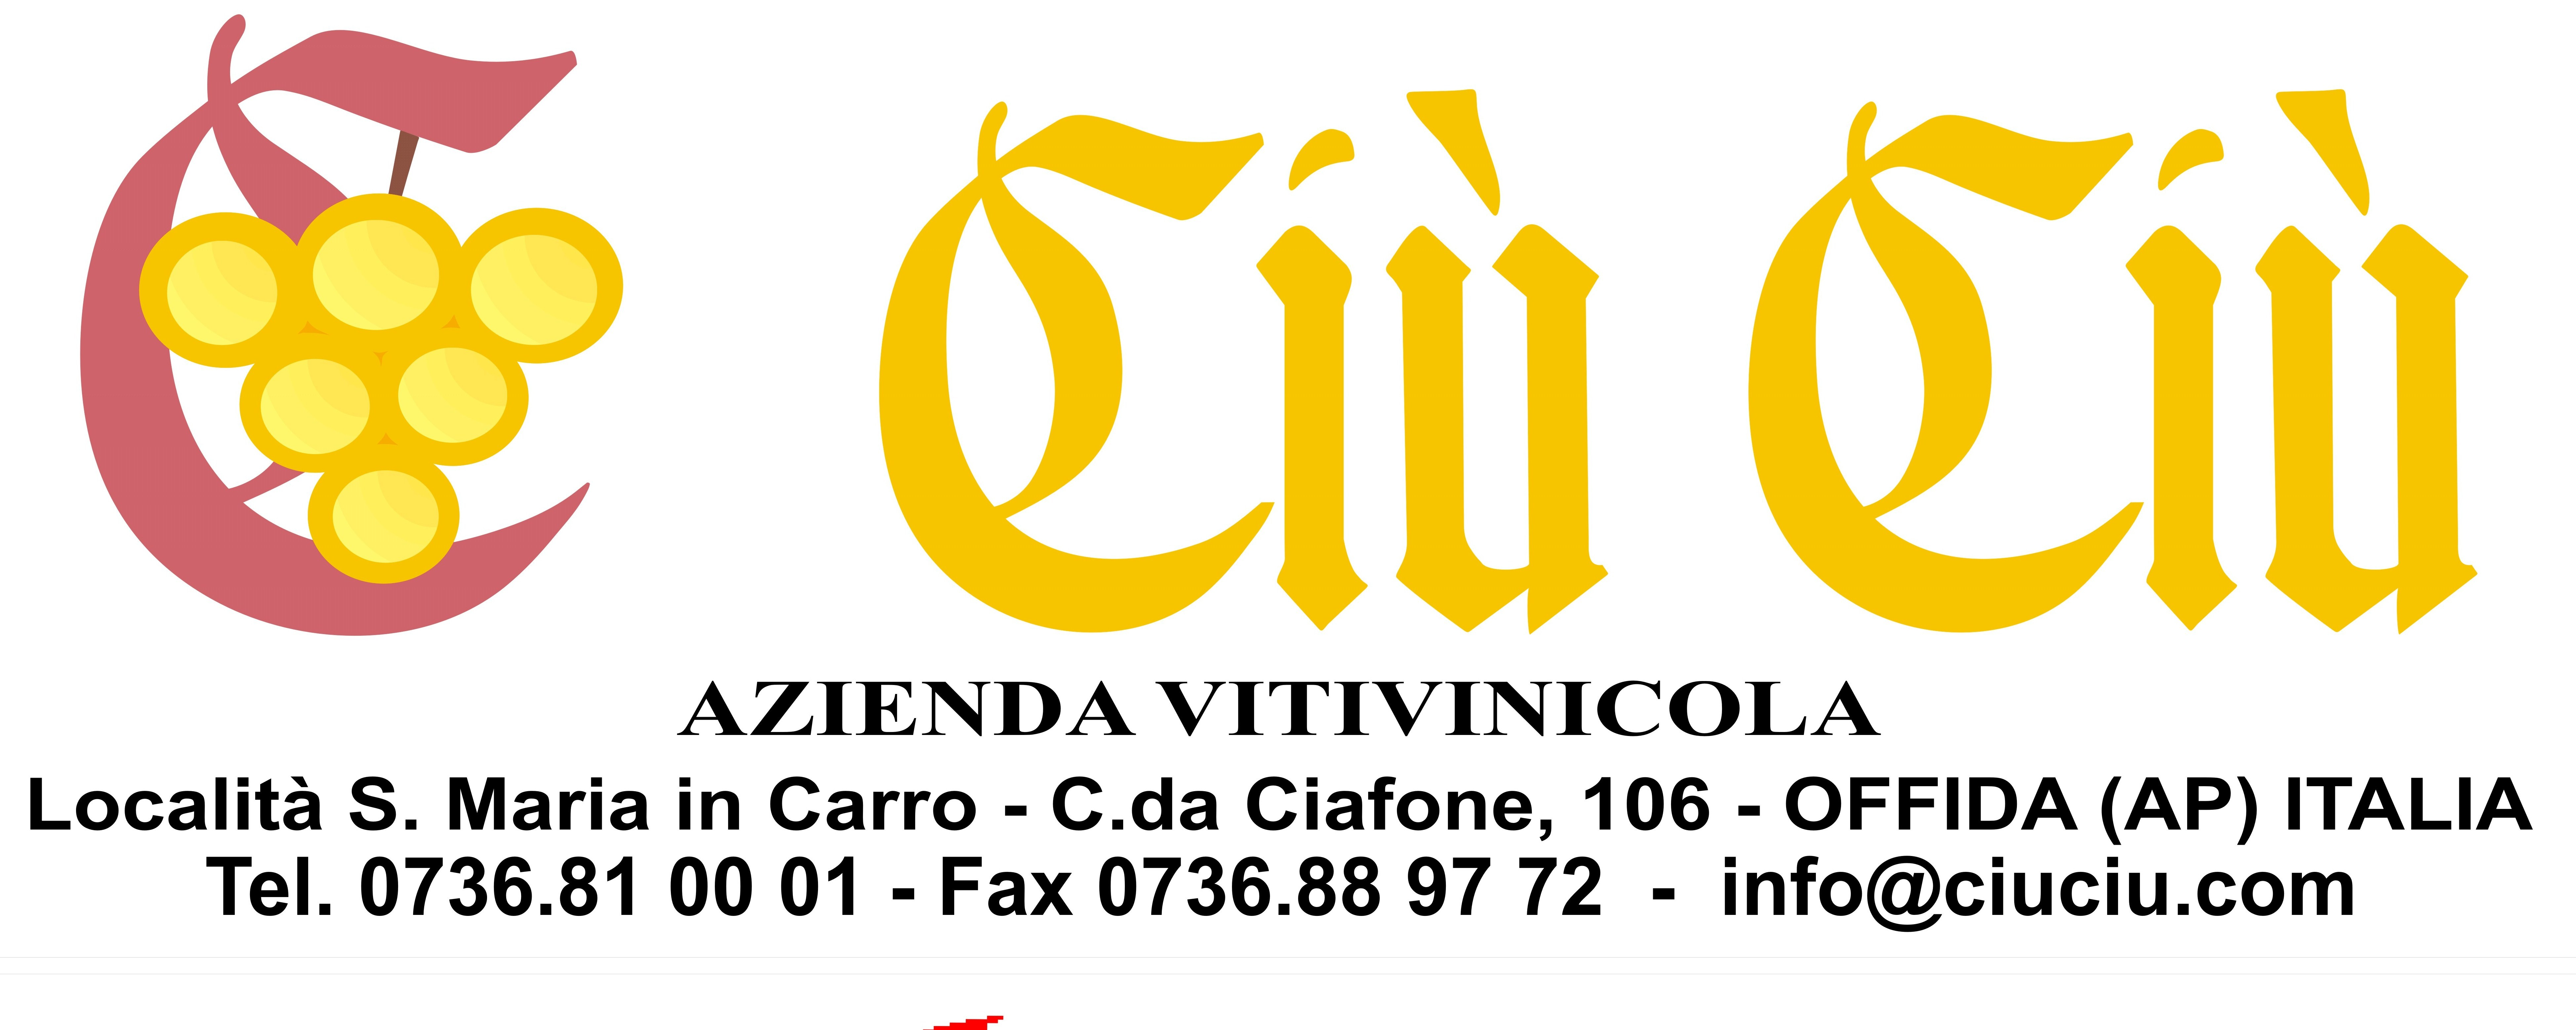 Ciù Ciù
AZIENDA VITIVINICOLA
Località S. Maria in Carro - C.da Ciafone, 106 - OFFIDA (AP) ITALIA
Tel. 0736.81 00 01 - Fax 0736.88 97 72 - info@ciuciu.com